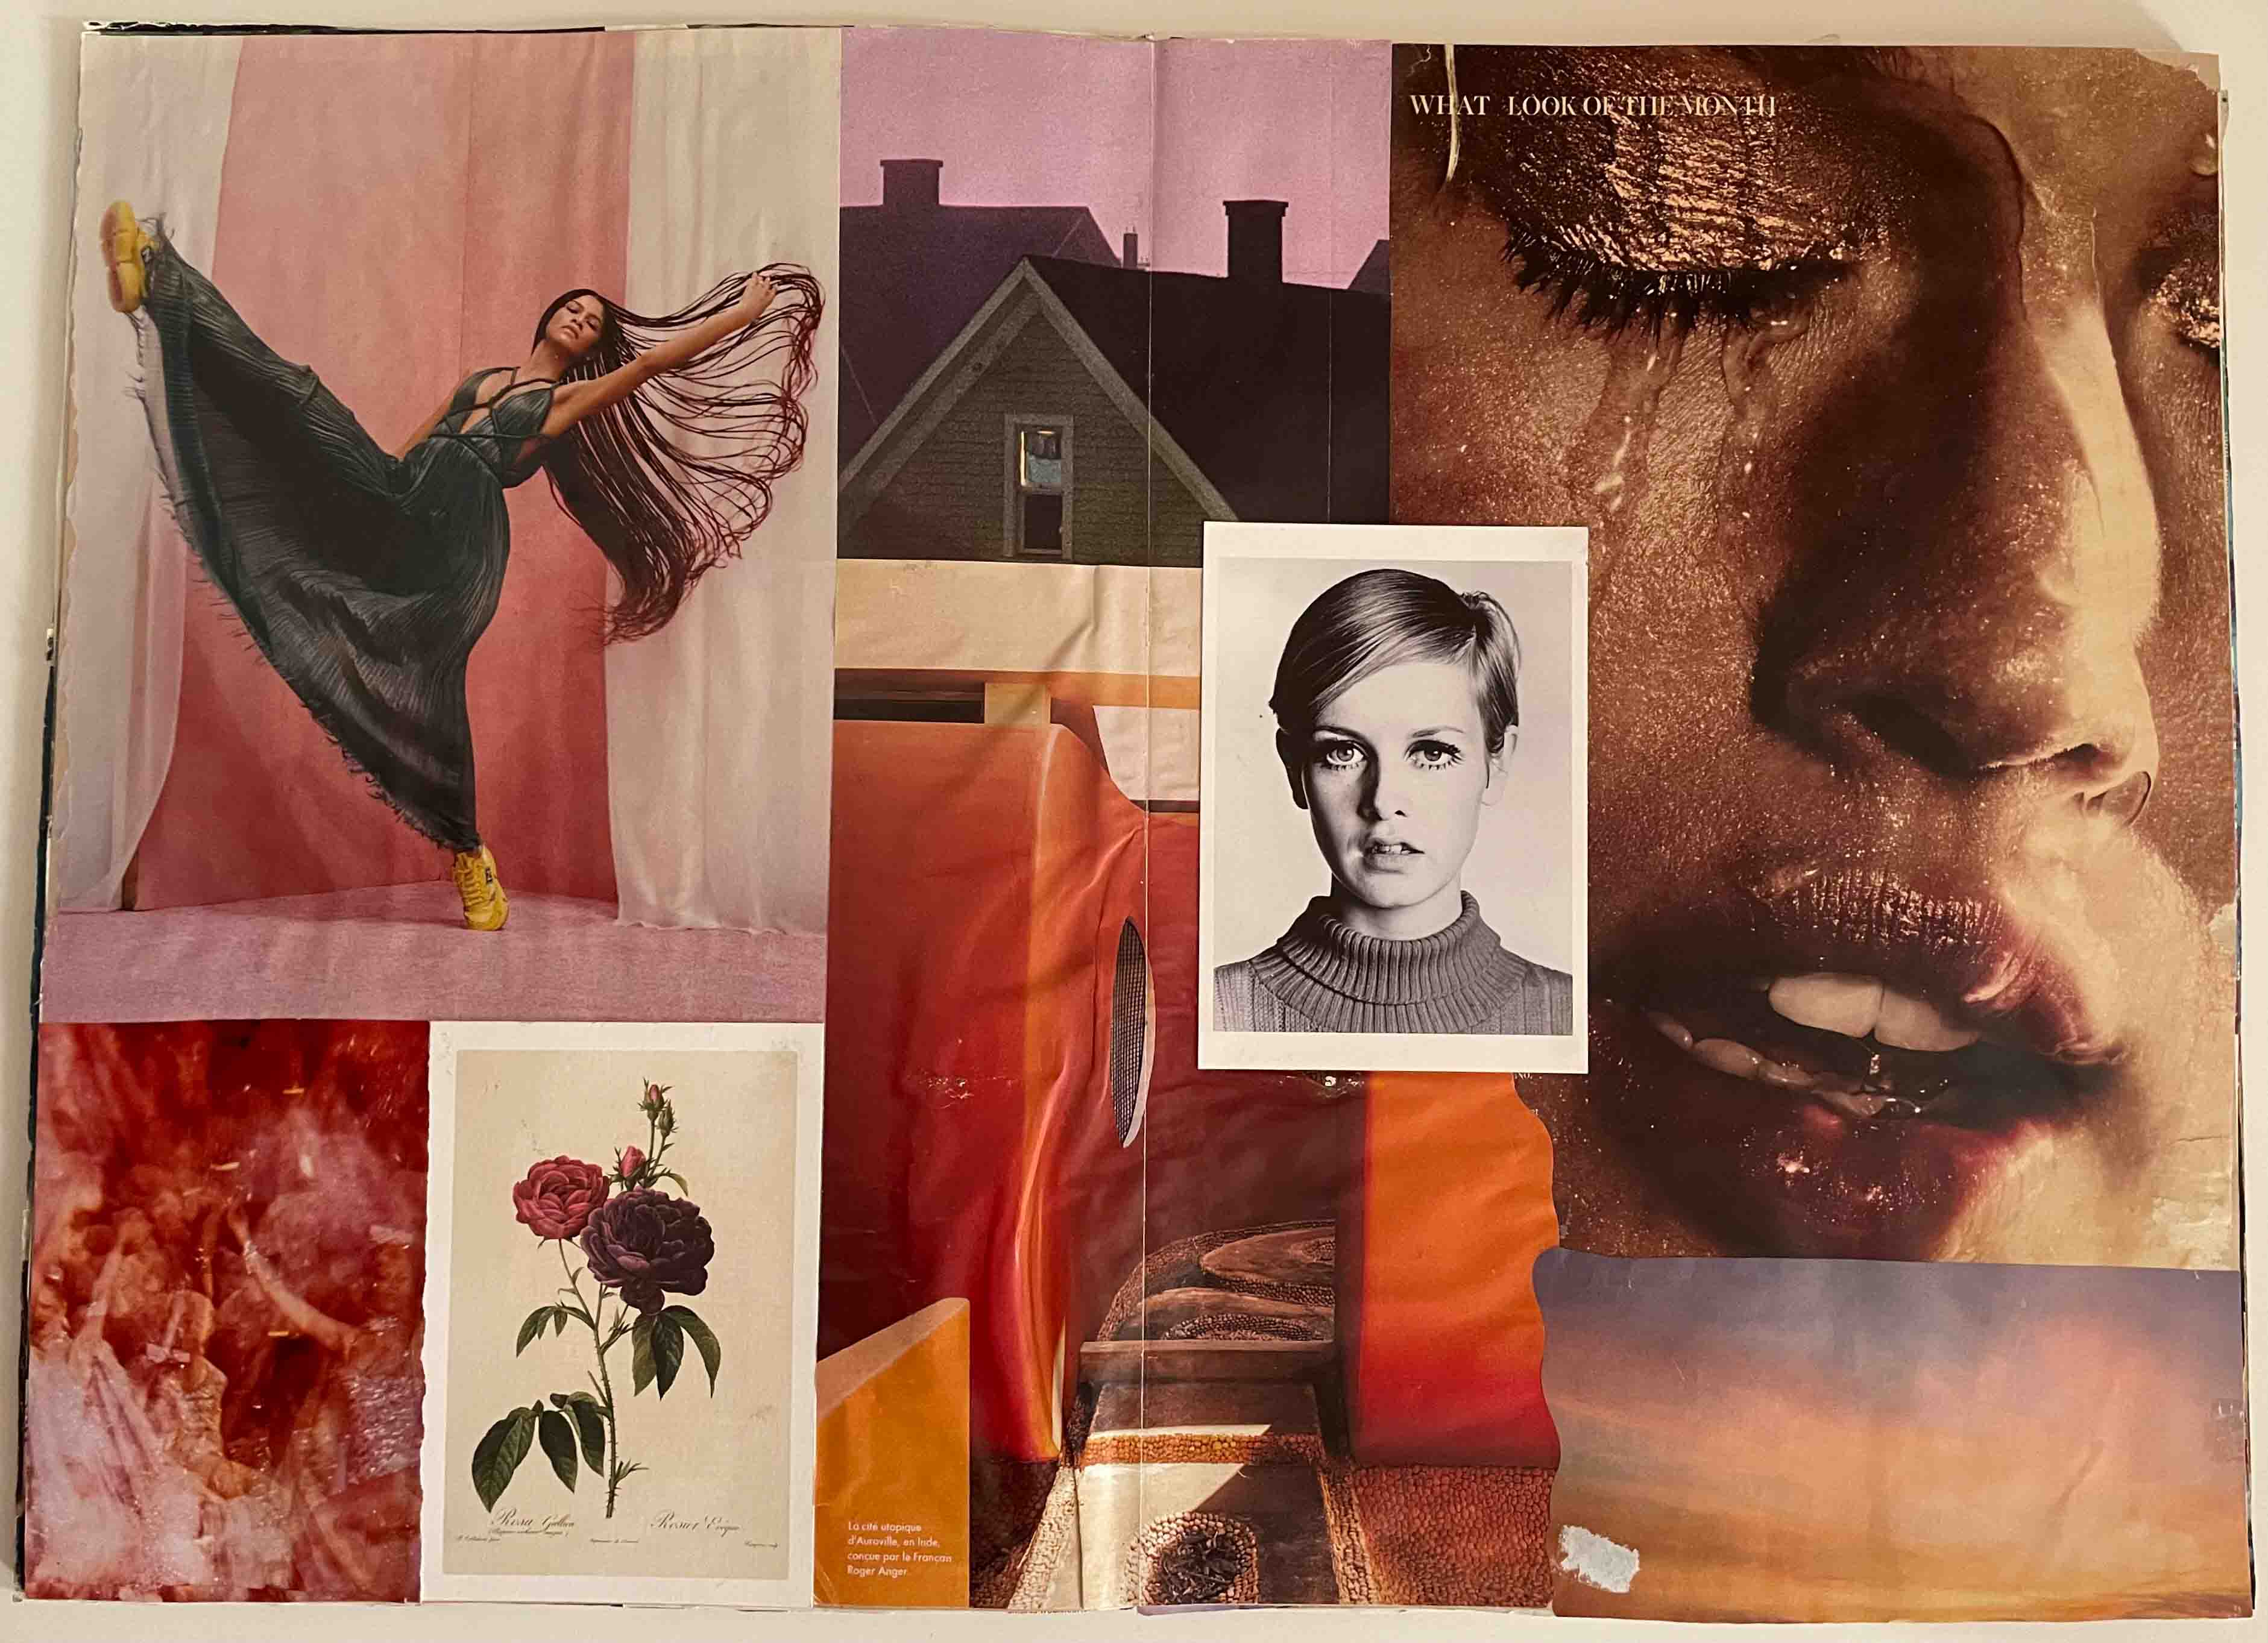 WHAT LOOK OF THE MONTH
Rosa Gallica
Rosier Evêque
La cité utopique
d'Auroville, en Inde,
conçue par le Français
Roger Anger.